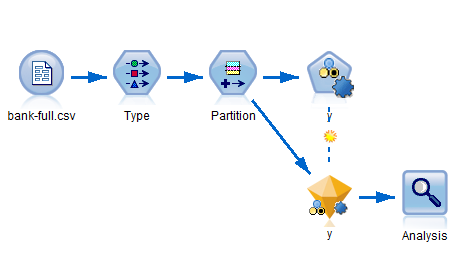 bank-full.csv
Type
Partition
y
y
Analysis